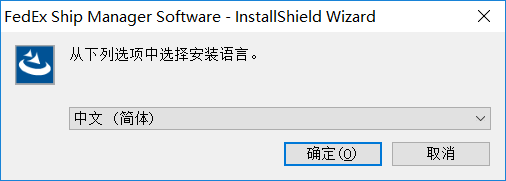 FedEx Ship Manager Software - InstallShield Wizard
从下列选项中选择安装语言。
中文 (简体)
确定(O)
取消